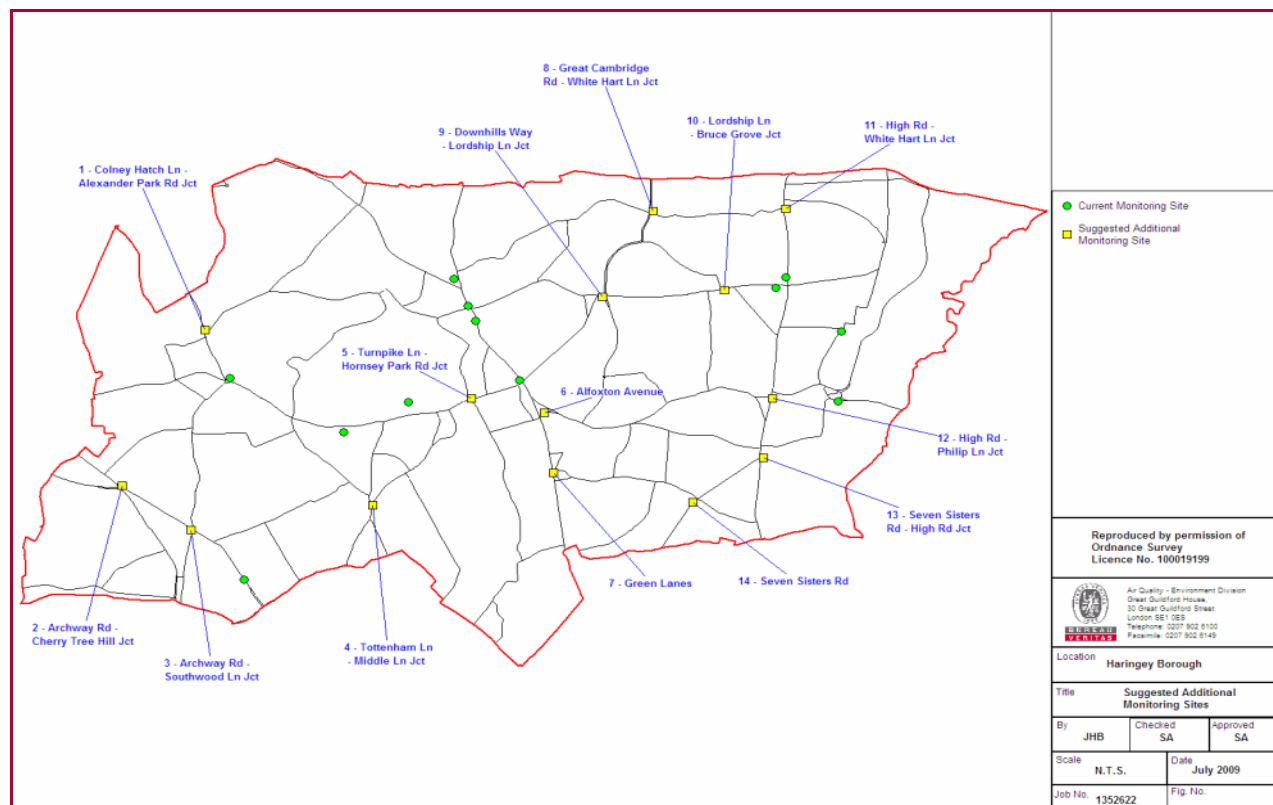 8 - Great Cambridge
Rd - White Hart Ln Jct
9 - Downhills Way
- Lordship Ln Jct
10 - Lordship Ln
- Bruce Grove Jct
11 - High Rd -
White Hart Ln Jct
1 - Colney Hatch Ln -
Alexander Park Rd Jct
5 - Turnpike Ln -
Hornsey Park Rd Jct
6 - Alfoxton Avenue
12 - High Rd -
Philip Ln Jct
13 - Seven Sisters
Rd - High Rd Jct
7 - Green Lanes
14 - Seven Sisters Rd
2 - Archway Rd -
Cherry Tree Hill Jct
3 - Archway Rd -
Southwood Ln Jct
4 - Tottenham Ln
- Middle Ln Jct
Current Monitoring Site
Suggested Additional
Monitoring Site
Reproduced by permission of
Ordnance Survey
Licence No. 100019199
BUREAU
VERITAS
Air Quality - Environment Division
Great Guildford House,
30 Great Guildford Street
London SE1 0ES
Telephone: 0207 902 6100
Facsimile: 0207 902 6149
Location Haringey Borough
Title Suggested Additional
Monitoring Sites
By Checked Approved
JHB SA SA
Scale Date
N.T.S. July 2009
Job No. 1352622 Fig. No.